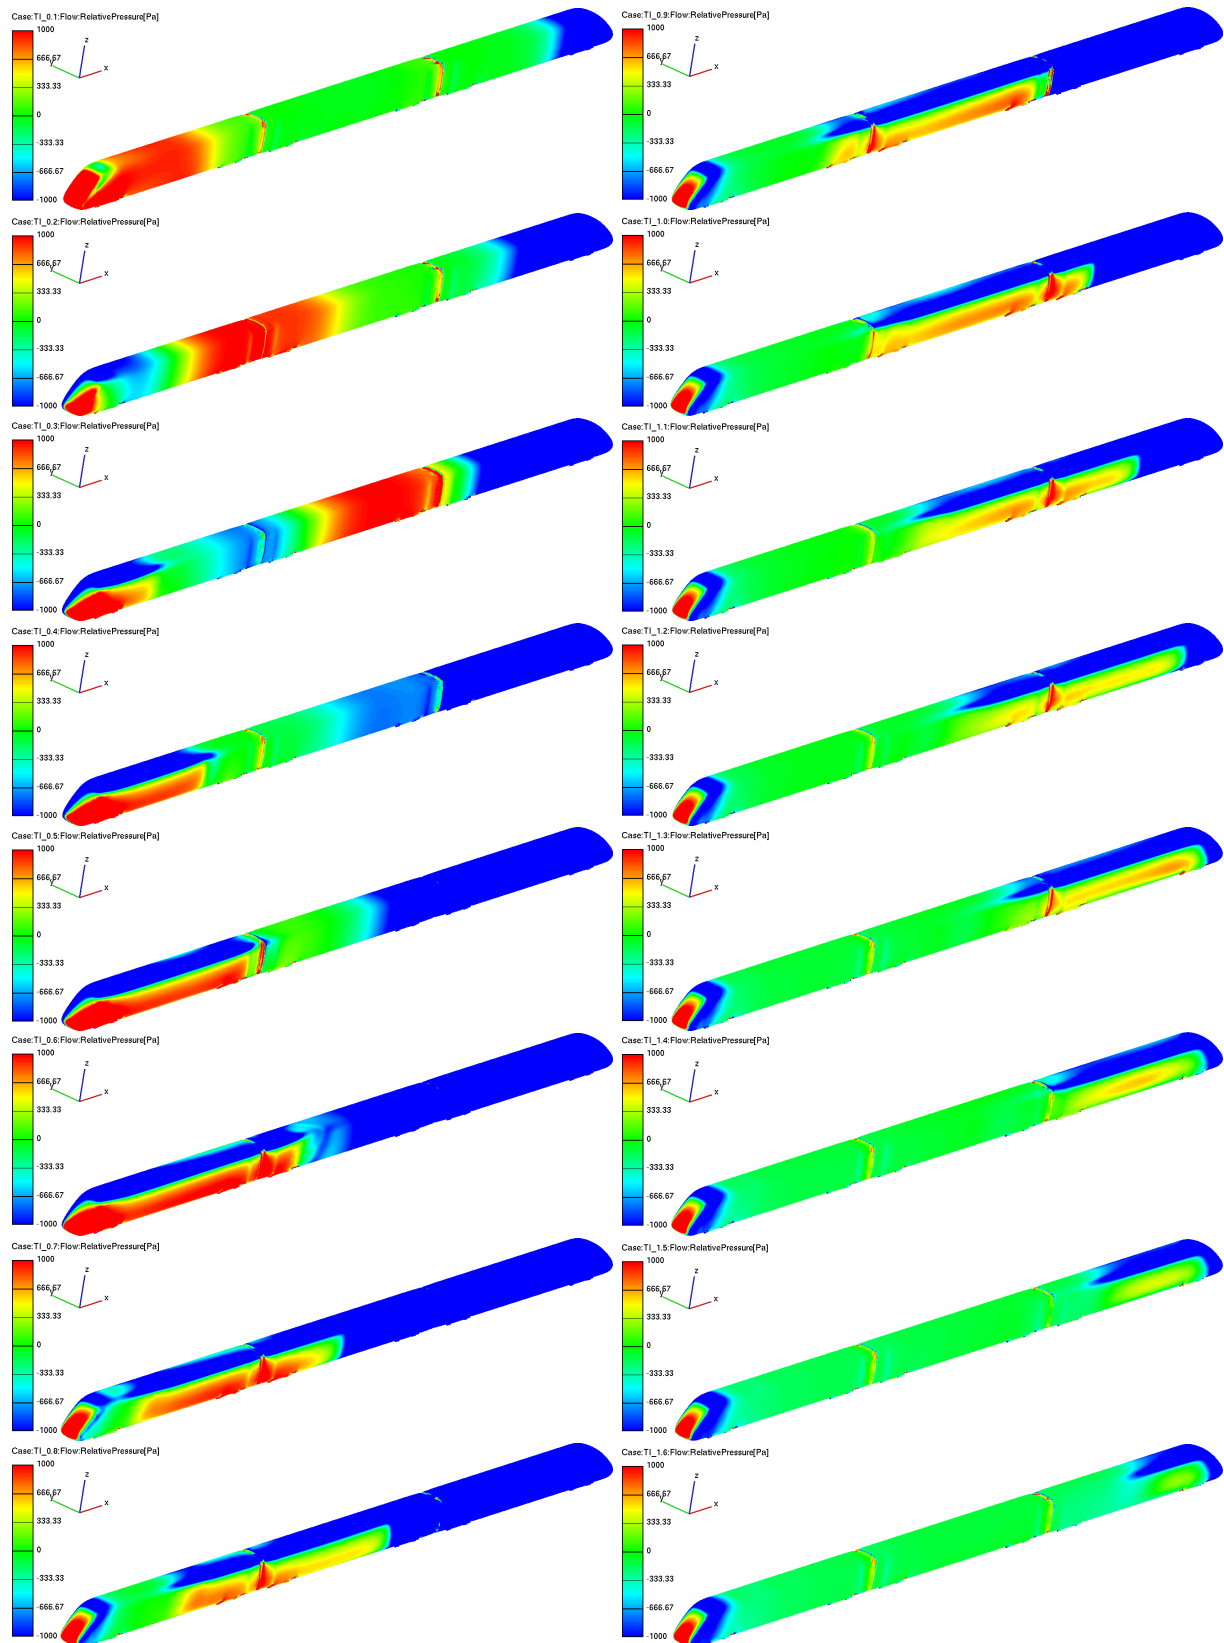 Case:TI_0.1:Flow:RelativePressure[Pa]
1000
z
666.67
y
x
333.33
0
-333.33
-666.67
-1000
Case:TI_0.2:Flow:RelativePressure[Pa]
1000
z
666.67
y
x
333.33
0
-333.33
-666.67
-1000
Case:TI_0.3:Flow:RelativePressure[Pa]
1000
z
666.67
y
x
333.33
0
-333.33
-666.67
-1000
Case:TI_0.4:Flow:RelativePressure[Pa]
1000
z
666.67
y
x
333.33
0
-333.33
-666.67
-1000
Case:TI_0.5:Flow:RelativePressure[Pa]
1000
z
666.67
y
x
333.33
0
-333.33
-666.67
-1000
Case:TI_0.6:Flow:RelativePressure[Pa]
1000
z
666.67
y
x
333.33
0
-333.33
-666.67
-1000
Case:TI_0.7:Flow:RelativePressure[Pa]
1000
z
666.67
y
x
333.33
0
-333.33
-666.67
-1000
Case:TI_0.8:Flow:RelativePressure[Pa]
1000
z
666.67
y
x
333.33
0
-333.33
-666.67
-1000
Case:TI_0.9:Flow:RelativePressure[Pa]
1000
z
666.67
y
x
333.33
0
-333.33
-666.67
-1000
Case:TI_1.0:Flow:RelativePressure[Pa]
1000
z
666.67
y
x
333.33
0
-333.33
-666.67
-1000
Case:TI_1.1:Flow:RelativePressure[Pa]
1000
z
666.67
y
x
333.33
0
-333.33
-666.67
-1000
Case:TI_1.2:Flow:RelativePressure[Pa]
1000
z
666.67
y
x
333.33
0
-333.33
-666.67
-1000
Case:TI_1.3:Flow:RelativePressure[Pa]
1000
z
666.67
y
x
333.33
0
-333.33
-666.67
-1000
Case:TI_1.4:Flow:RelativePressure[Pa]
1000
z
666.67
y
x
333.33
0
-333.33
-666.67
-1000
Case:TI_1.5:Flow:RelativePressure[Pa]
1000
z
666.67
y
x
333.33
0
-333.33
-666.67
-1000
Case:TI_1.6:Flow:RelativePressure[Pa]
1000
z
666.67
y
x
333.33
0
-333.33
-666.67
-1000